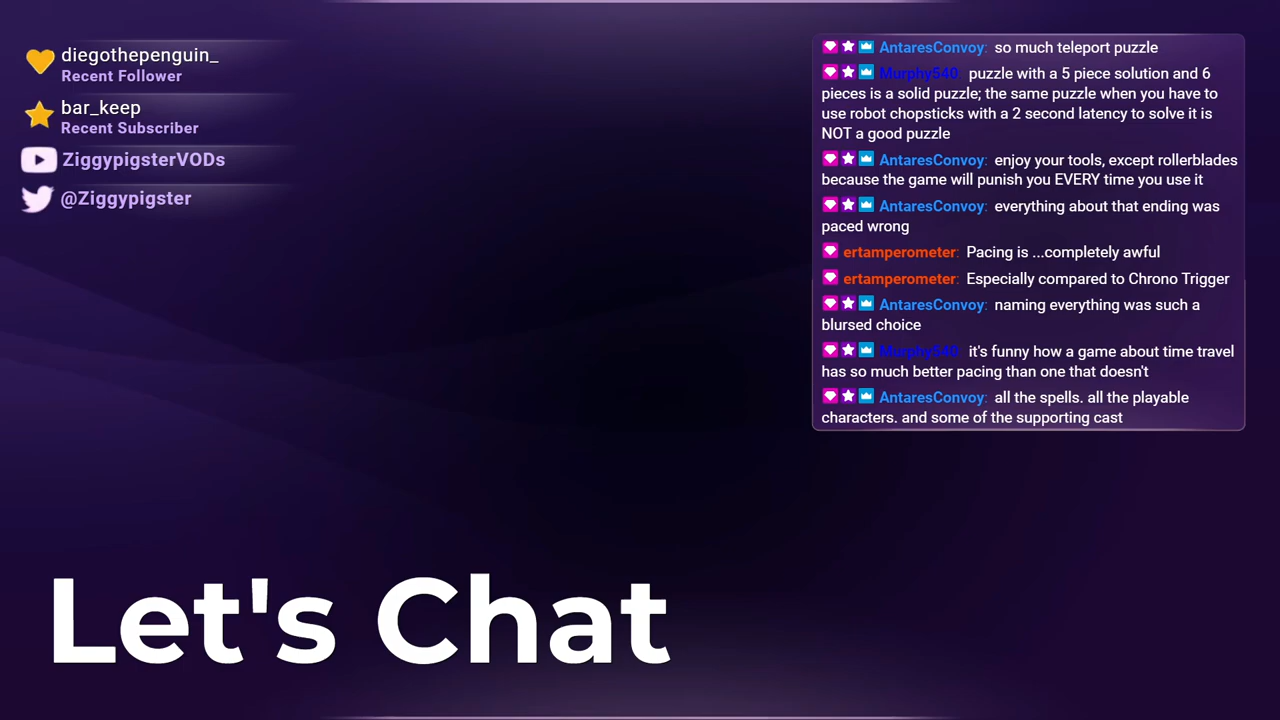 diegothepenguin_
Recent Follower
bar_keep
Recent Subscriber
ZiggypigsterVODs
@Ziggypigster
AntaresConvoy: so much teleport puzzle
Murphy540: puzzle with a 5 piece solution and 6
pieces is a solid puzzle; the same puzzle when you have to
use robot chopsticks with a 2 second latency to solve it is
NOT a good puzzle
AntaresConvoy: enjoy your tools, except rollerblades
because the game will punish you EVERY time you use it
AntaresConvoy: everything about that ending was
paced wrong
ertamperometer: Pacing is ...completely awful
ertamperometer: Especially compared to Chrono Trigger
AntaresConvoy: naming everything was such a
blursed choice
Murphy540: it's funny how a game about time travel
has so much better pacing than one that doesn't
AntaresConvoy: all the spells. all the playable
characters. and some of the supporting cast
Let's Chat